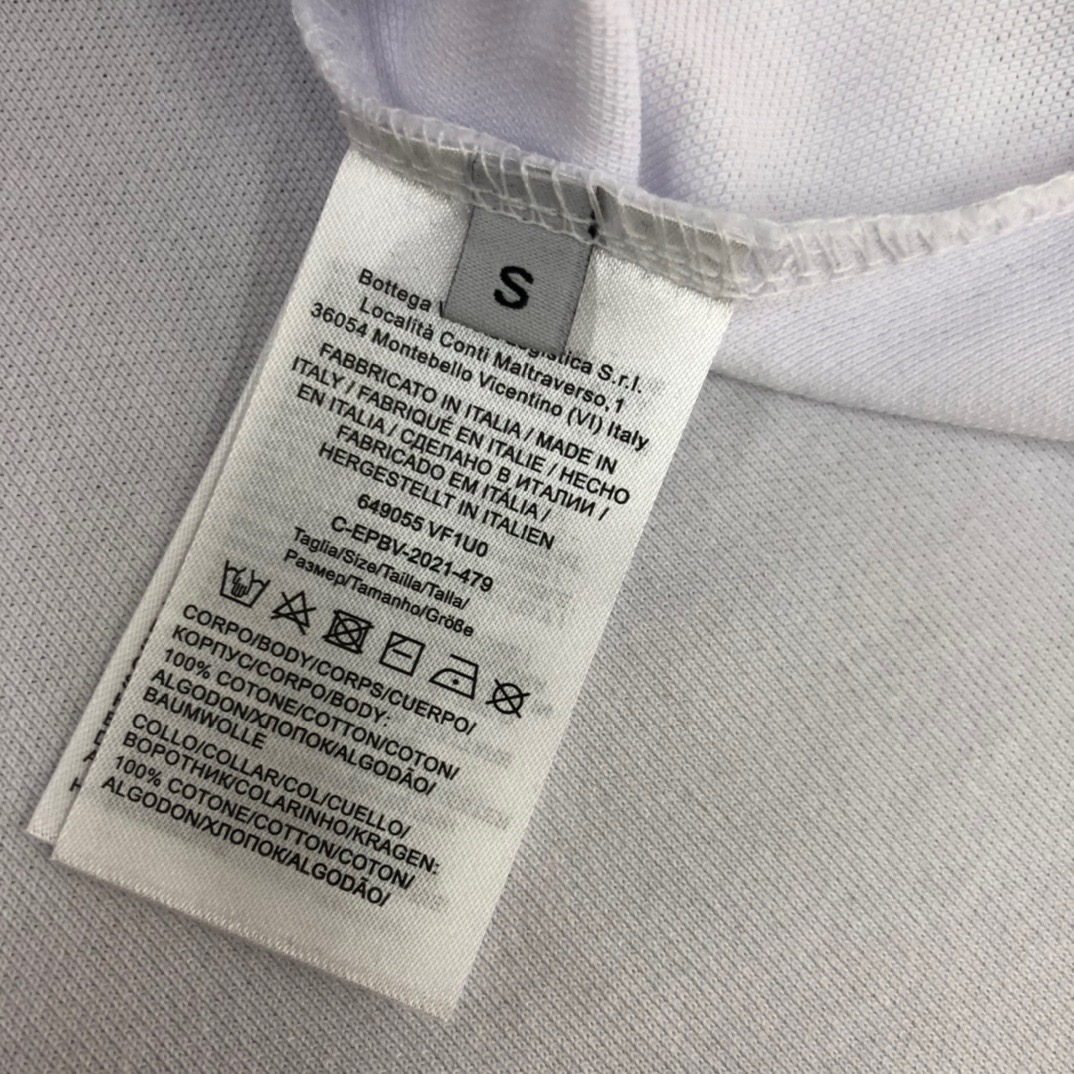 S
Bottega
gistica S.r.l.
Località Conti Maltraverso,1
36054 Montebello Vicentino (VI) Italy
FABBRICATO IN ITALIA / MADE IN
ITALY / FABRIQUÉ EN ITALIE / HECHO
EN ITALIA / СДЕЛАНО В ИТАЛИИ /
FABRICADO EM ITÁLIA /
HERGESTELLT IN ITALIEN
649055 VF1U0
C-EPBV-2021-479
Taglia/Size/Taille/Talla/
Размер/Tamanho/Größe
CORPO/BODY/CORPS/CUERPO/
КОРПУС/CORPO/BODY:
100% COTONE/COTTON/COTON/
ALGODON/ХЛОПОК/ALGODÃO/
BAUMWOLLE
COLLO/COLLAR/COL/CUELLO/
ВОРОТНИК/COLARINHO/KRAGEN:
100% COTONE/COTTON/COTON/
ALGODON/ХЛОПОК/ALGODÃO/